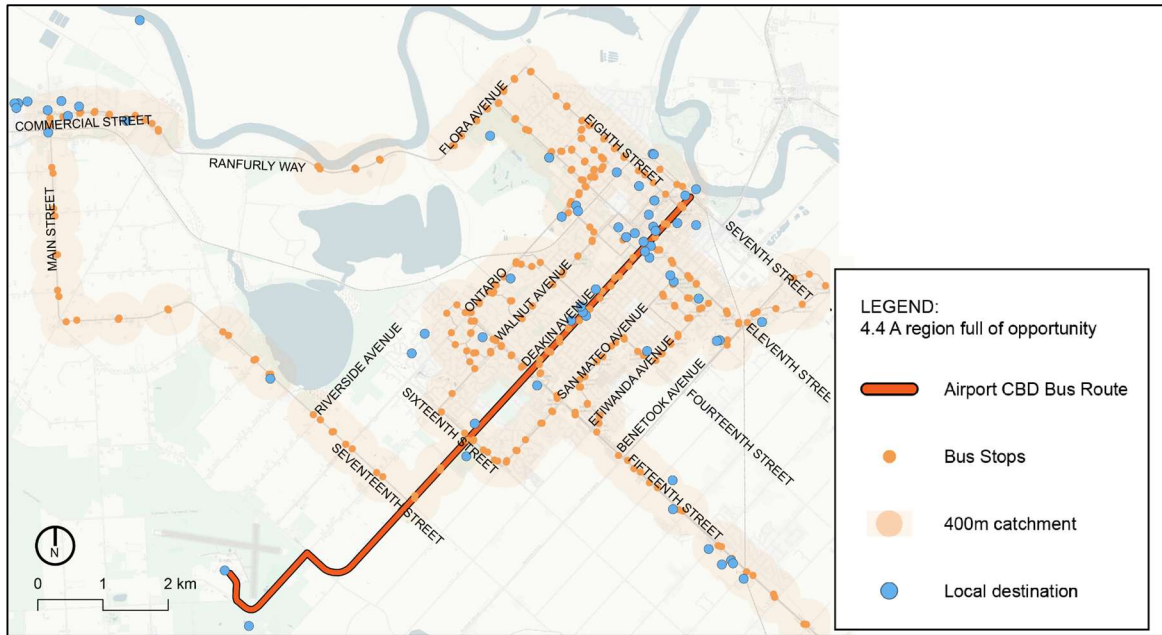 COMMERCIAL STREET
MAIN STREET
RANFURLY WAY
FLORA AVENUE
EIGHTH STREET
SEVENTH STREET
ONTARIO
WALNUT AVENUE
DEAKIN AVENUE
SAN MATEO AVENUE
ETIWANDA AVENUE
BENETOOK AVENUE
ELEVENTH STREET
FOURTEENTH STREET
FIFTEENTH STREET
RIVERSIDE AVENUE
SIXTEENTH STREET
SEVENTEENTH STREET
N
0 1 2 km
LEGEND:
4.4 A region full of opportunity
Airport CBD Bus Route
Bus Stops
400m catchment
Local destination